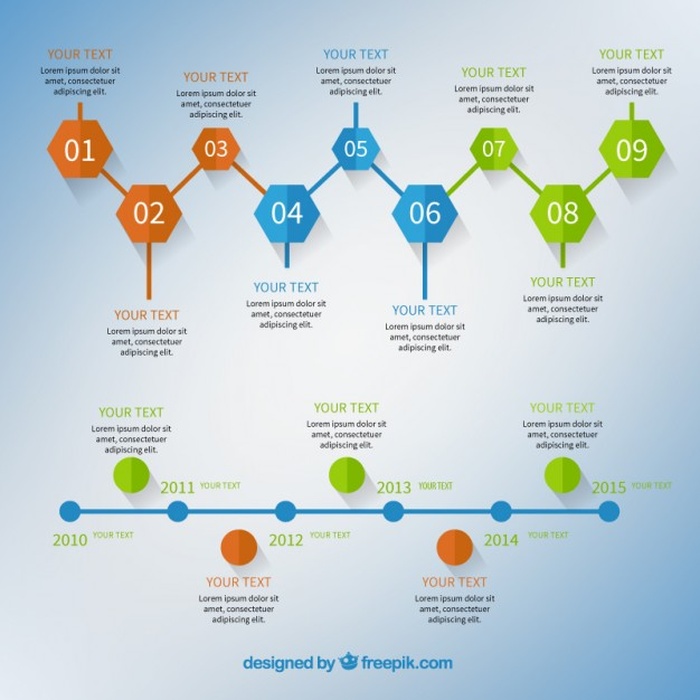 YOUR TEXT
Lorem ipsum dolor sit
amet, consectetuer
adipiscing elit.
01
02
YOUR TEXT
Lorem ipsum dolor sit
amet, consectetuer
adipiscing elit.
YOUR TEXT
Lorem ipsum dolor sit
amet, consectetuer
adipiscing elit.
03
04
YOUR TEXT
Lorem ipsum dolor sit
amet, consectetuer
adipiscing elit.
YOUR TEXT
Lorem ipsum dolor sit
amet, consectetuer
adipiscing elit.
05
06
YOUR TEXT
Lorem ipsum dolor sit
amet, consectetuer
adipiscing elit.
YOUR TEXT
Lorem ipsum dolor sit
amet, consectetuer
adipiscing elit.
07
08
YOUR TEXT
Lorem ipsum dolor sit
amet, consectetuer
adipiscing elit.
YOUR TEXT
Lorem ipsum dolor sit
amet, consectetuer
adipiscing elit.
09
YOUR TEXT
Lorem ipsum dolor sit
amet, consectetuer
adipiscing elit.
YOUR TEXT
Lorem ipsum dolor sit
amet, consectetuer
adipiscing elit.
YOUR TEXT
Lorem ipsum dolor sit
amet, consectetuer
adipiscing elit.
2010 YOUR TEXT
2011 YOUR TEXT
2012 YOUR TEXT
2013 YOUR TEXT
2014 YOUR TEXT
2015 YOUR TEXT
YOUR TEXT
Lorem ipsum dolor sit
amet, consectetuer
adipiscing elit.
YOUR TEXT
Lorem ipsum dolor sit
amet, consectetuer
adipiscing elit.
designed by freepik.com